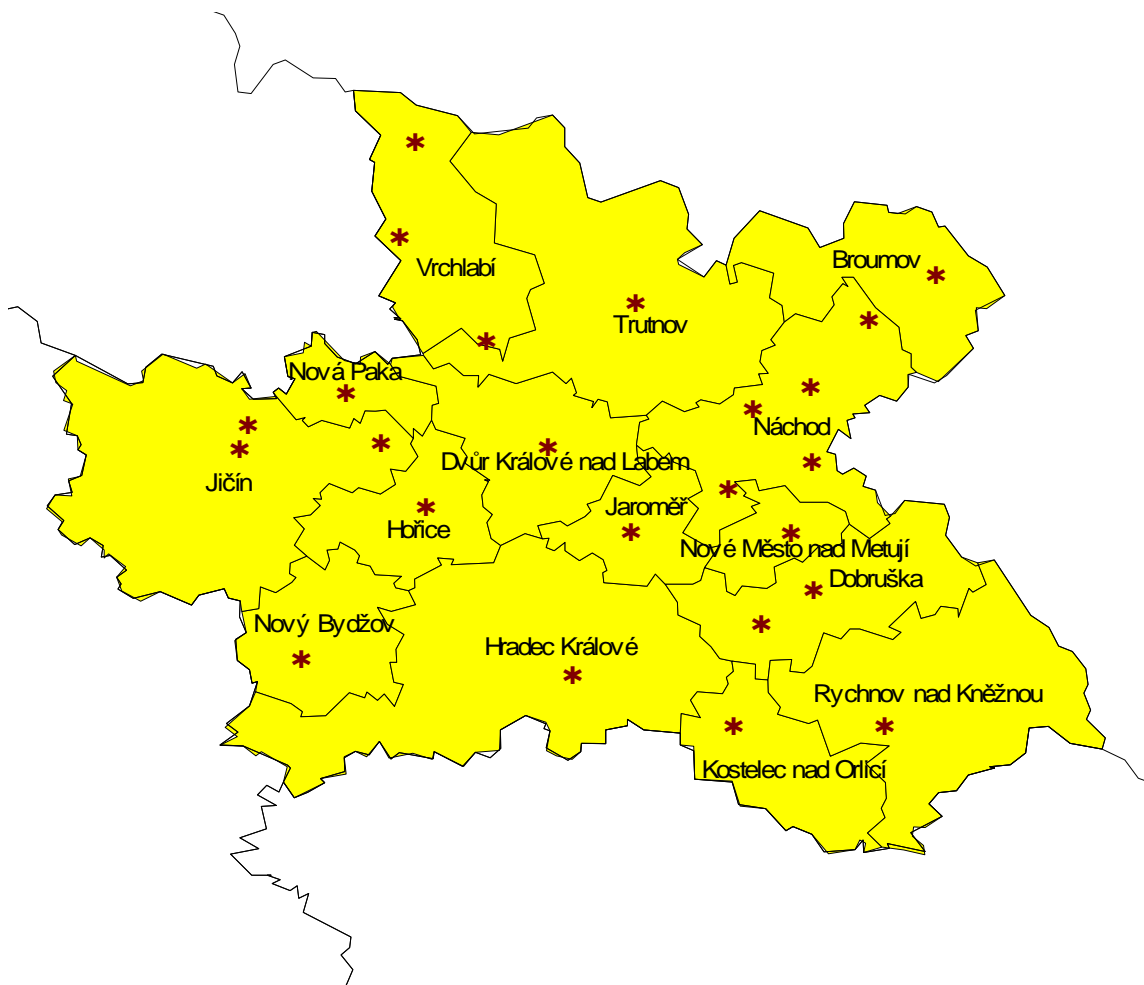 Vrchlabí
Broumov
Trutnov
Nová Paka
Náchod
Dvůr Králové nad Labem
Jičín
Jaroměř
Hořice
Nové Město nad Metují
Dobruška
Nový Bydžov
Hradec Králové
Rychnov nad Kněžnou
Kostelec nad Orlicí